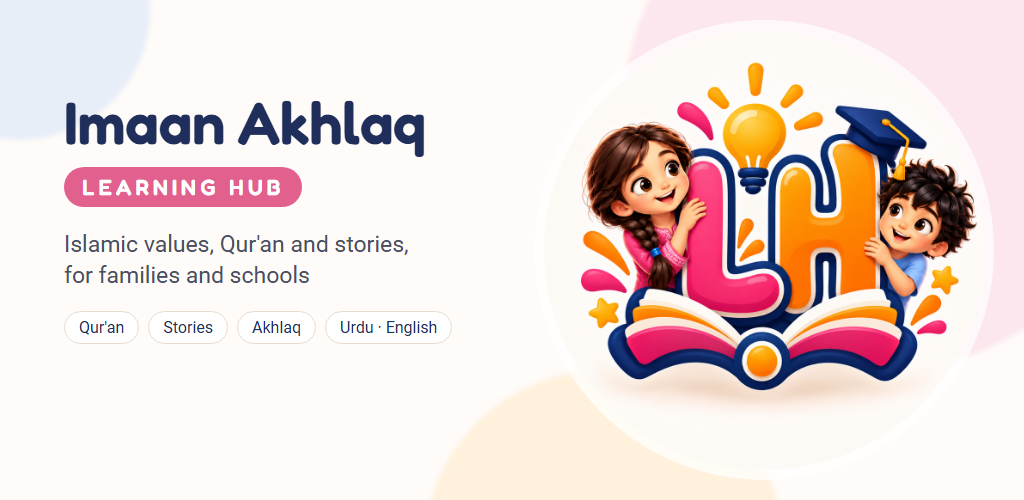 Imaan Akhlaq
LEARNING HUB
Islamic values, Qur'an and stories,
for families and schools
Qur'an
Stories
Akhlaq
Urdu · English
LH